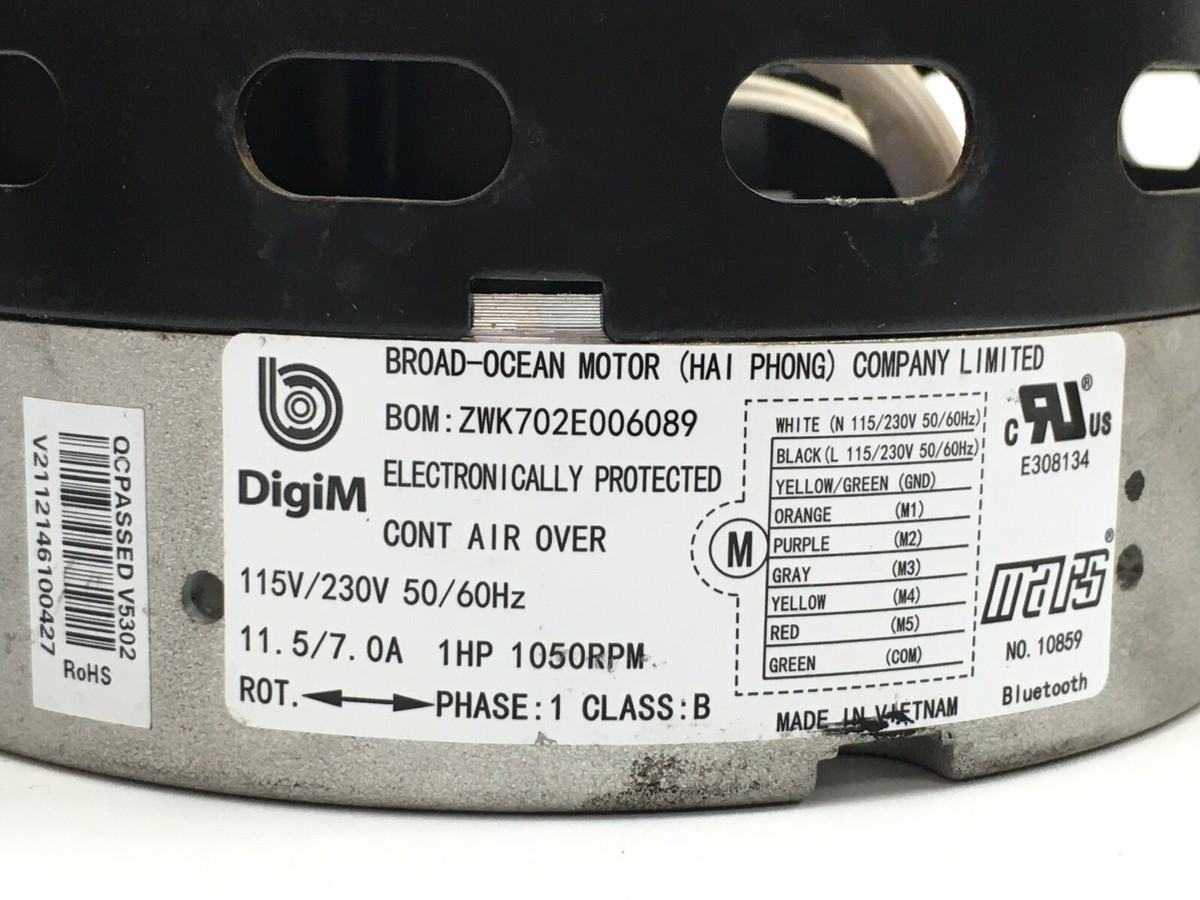 BROAD-OCEAN MOTOR (HAI PHONG) COMPANY LIMITED
BOM:ZWK702E006089
DigiM
ELECTRONICALLY PROTECTED
CONT AIR OVER
115V/230V 50/60Hz
11.5/7.0A 1HP 1050RPM
ROT. PHASE:1 CLASS:B
M
WHITE (N 115/230V 50/60Hz)
BLACK(L 115/230V 50/60Hz)
YELLOW/GREEN (GND)
ORANGE (M1)
PURPLE (M2)
GRAY (M3)
YELLOW (M4)
RED (M5)
GREEN (COM)
MADE IN VIETNAM
C RU ® US
E308134
mars®
NO. 10859
Bluetooth
QCPASSED V5302
V2112146100427
RoHS